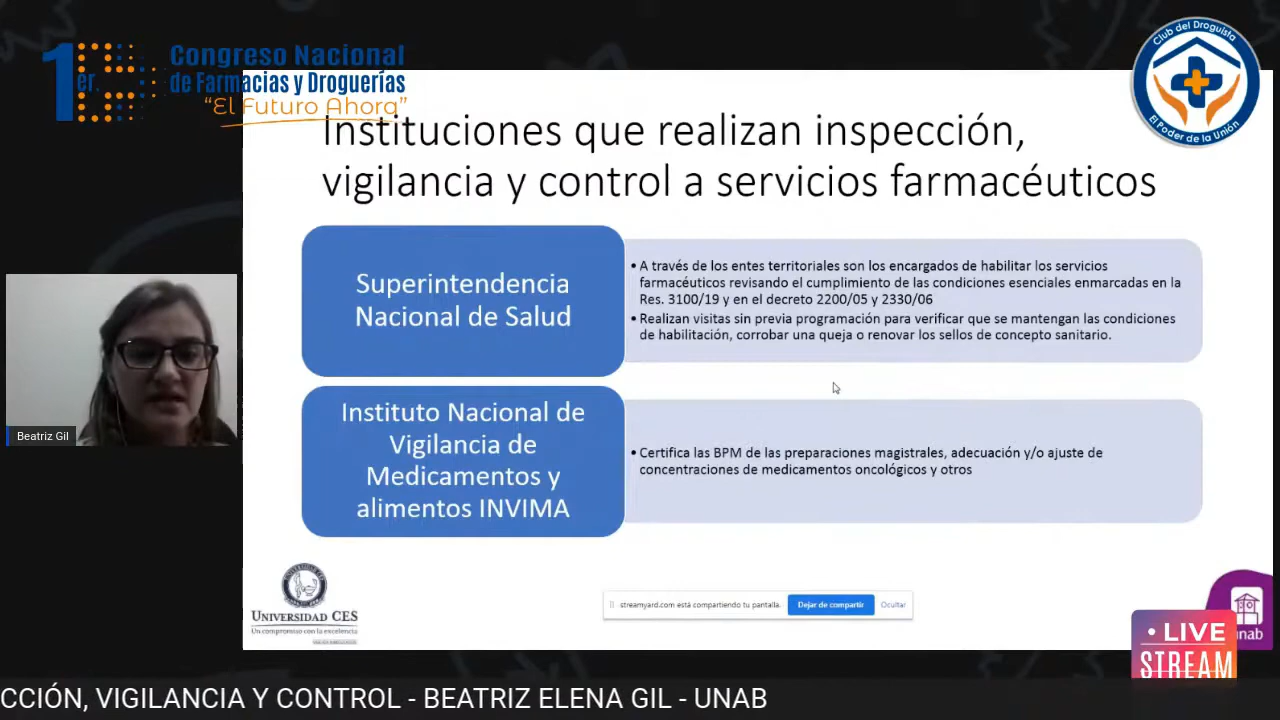 1er.
Congreso Nacional
de Farmacias y Droguerías
“El Futuro Ahora”
Club del Droguista
El Poder de la Unión
Instituciones que realizan inspección,
vigilancia y control a servicios farmacéuticos
Superintendencia
Nacional de Salud
• A través de los entes territoriales son los encargados de habilitar los servicios
farmacéuticos revisando el cumplimiento de las condiciones esenciales enmarcadas en la
Res. 3100/19 y en el decreto 2200/05 y 2330/06
• Realizan visitas sin previa programación para verificar que se mantengan las condiciones
de habilitación, corrobar una queja o renovar los sellos de concepto sanitario.
Instituto Nacional de
Vigilancia de
Medicamentos y
alimentos INVIMA
• Certifica las BPM de las preparaciones magistrales, adecuación y/o ajuste de
concentraciones de medicamentos oncológicos y otros
Beatriz Gil
UNIVERSIDAD CES
Un compromiso con la excelencia
streamyard.com está compartiendo tu pantalla.
Dejar de compartir
Ocultar
unab
• LIVE
STREAM
CCIÓN, VIGILANCIA Y CONTROL - BEATRIZ ELENA GIL - UNAB